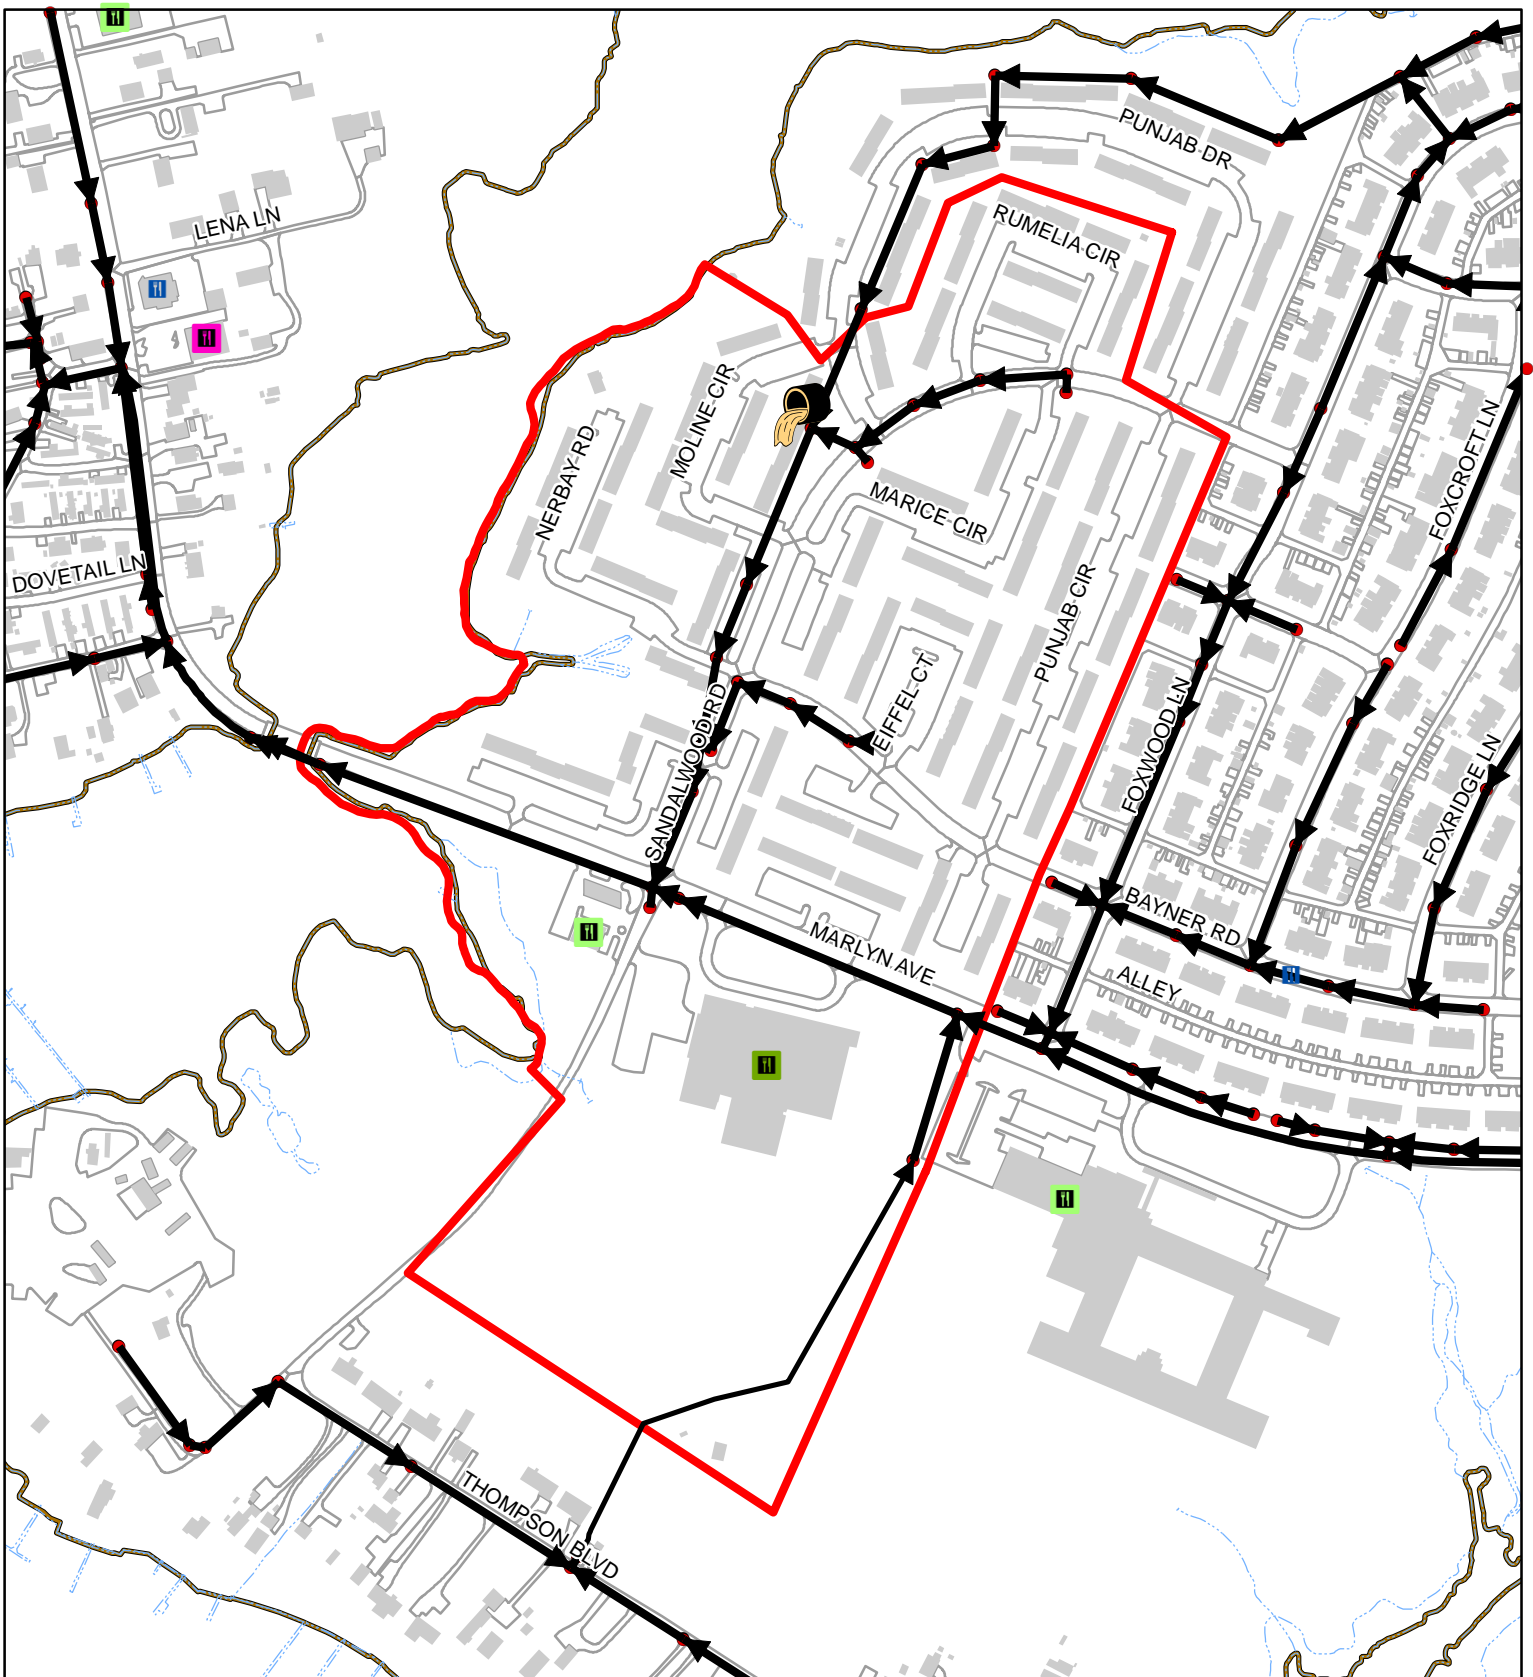 PUNJAB DR
LENA LN
RUMELIA CIR
MOLINE CIR
NERBAY RD
FOXCROFT LN
MARICE CIR
DOVETAIL LN
PUNJAB CIR
EIFFEL CT
SANDALWOOD RD
FOXWOOD LN
FOXRIDGE LN
BAYNER RD
MARLYN AVE
ALLEY
THOMPSON BLVD